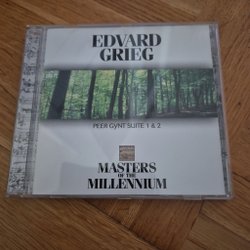 EDVARD
GRIEG
PEER GYNT SUITE 1 & 2
MASTERS
OF THE
MILLENNIUM